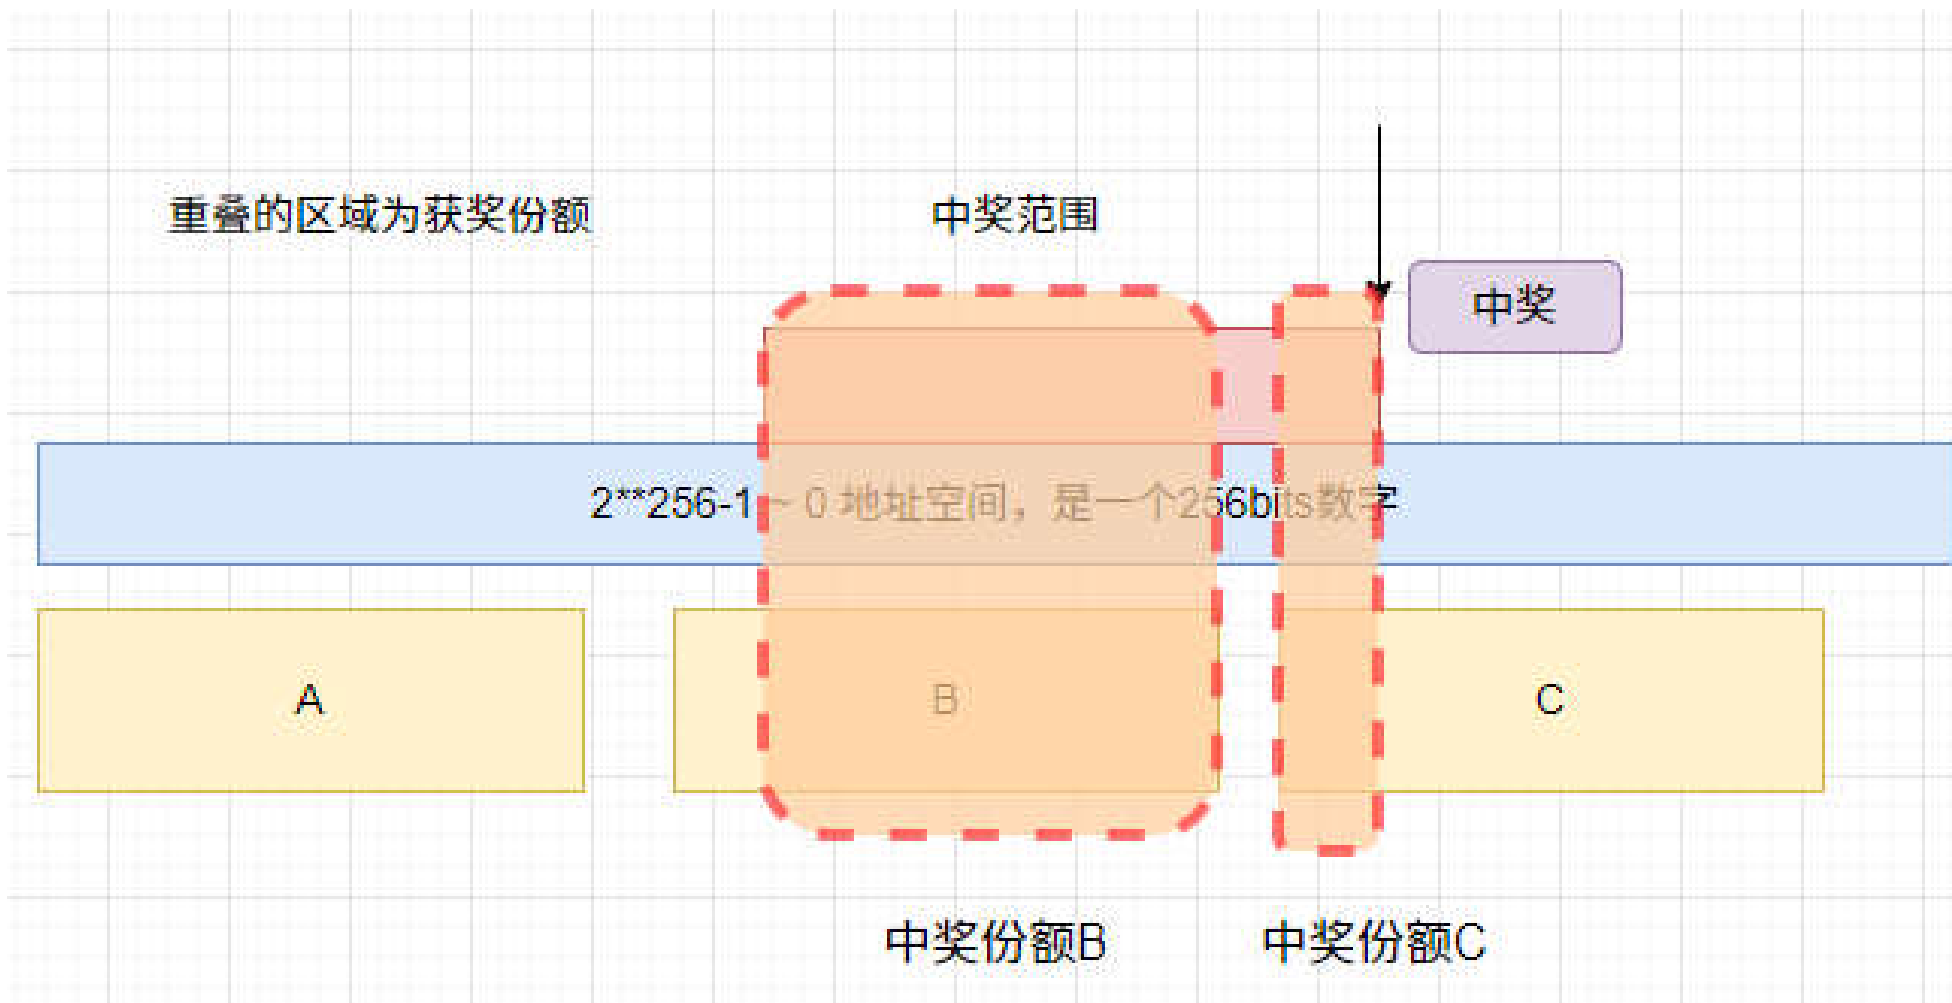 重叠的区域为获奖份额
中奖范围
中奖
2**256-1 ~ 0 地址空间，是一个256bits数字
A
B
C
中奖份额B
中奖份额C